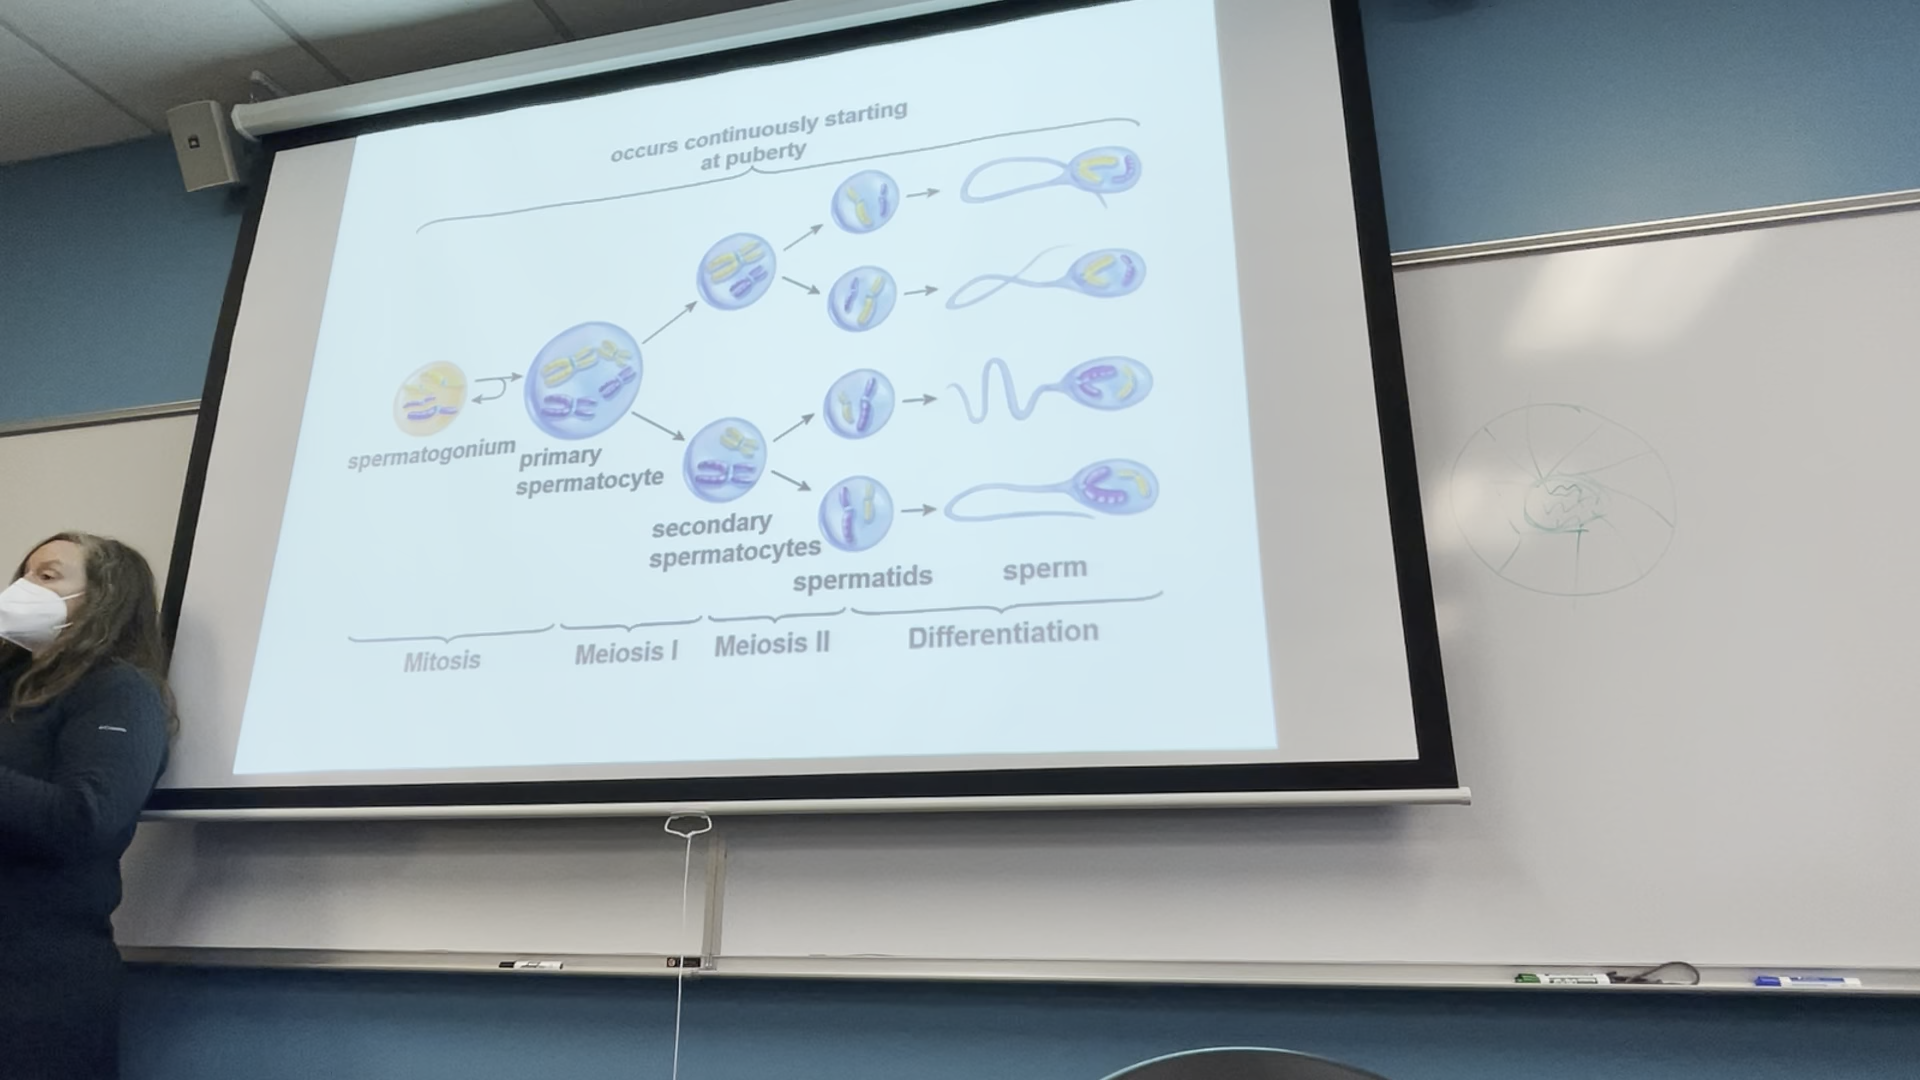 occurs continuously starting
at puberty
spermatogonium
primary
spermatocyte
secondary
spermatocytes
spermatids
sperm
Mitosis
Meiosis I
Meiosis II
Differentiation